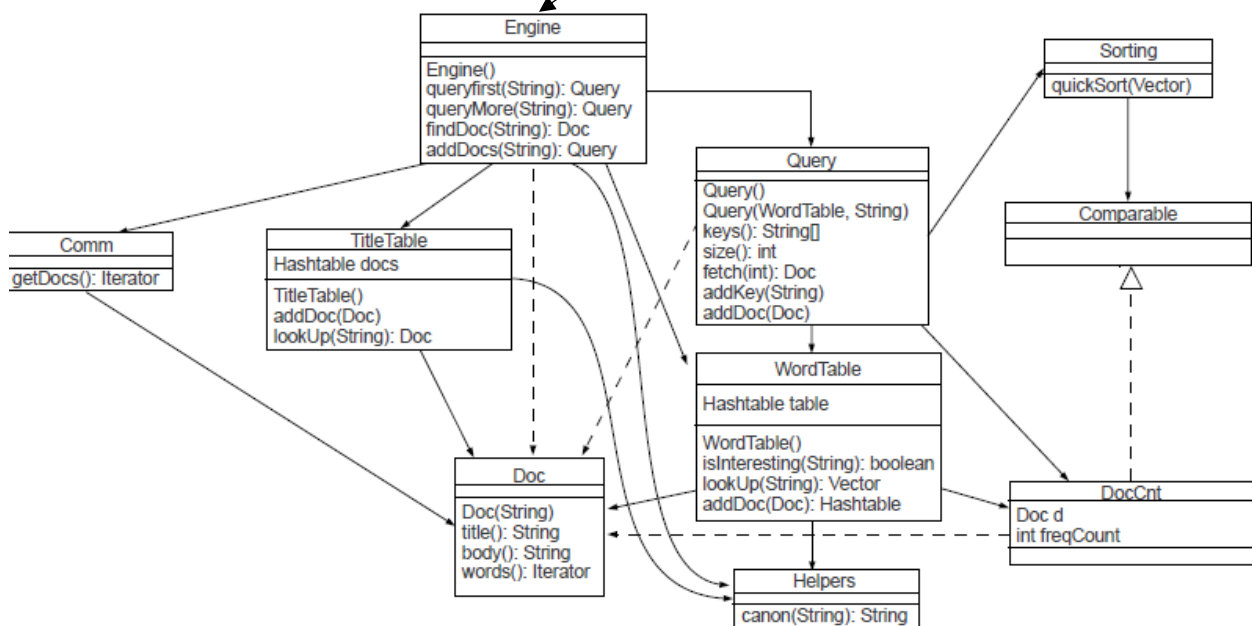 Engine
Engine()
queryfirst(String): Query
queryMore(String): Query
findDoc(String): Doc
addDocs(String): Query
Sorting
quickSort(Vector)
Query
Query()
Query(WordTable, String)
keys(): String[]
size(): int
fetch(int): Doc
addKey(String)
addDoc(Doc)
Comparable
Comm
getDocs(): Iterator
TitleTable
Hashtable docs
TitleTable()
addDoc(Doc)
lookUp(String): Doc
WordTable
Hashtable table
WordTable()
isInteresting(String): boolean
lookUp(String): Vector
addDoc(Doc): Hashtable
Doc
Doc(String)
title(): String
body(): String
words(): Iterator
DocCnt
Doc d
int freqCount
Helpers
canon(String): String